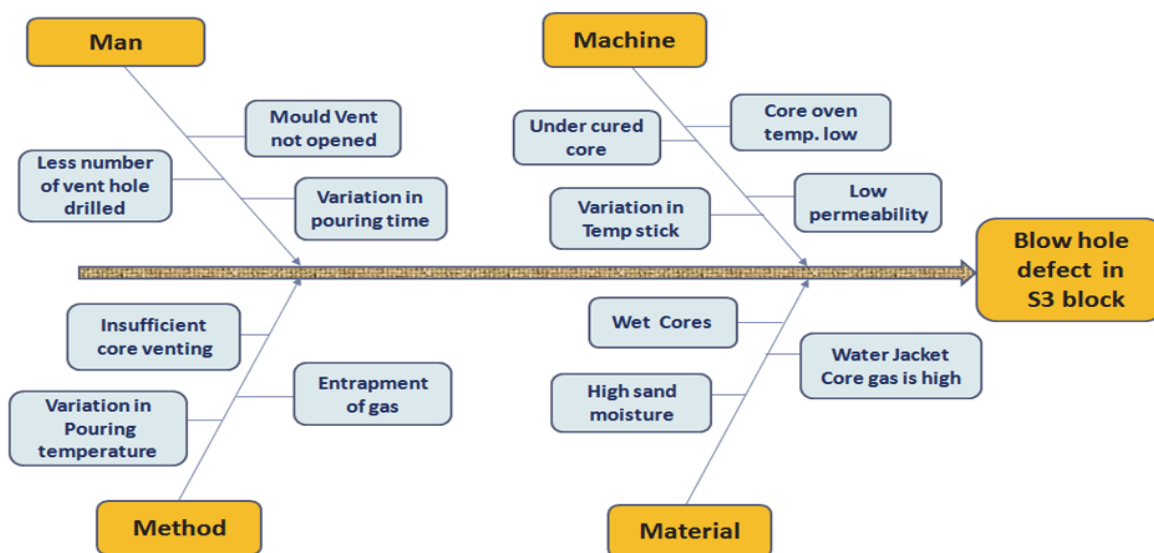 Man
Machine
Mould Vent
not opened
Core oven
temp. low
Under cured
core
Less number
of vent hole
drilled
Variation in
pouring time
Variation in
Temp stick
Low
permeability
Blow hole
defect in
S3 block
Insufficient
core venting
Wet Cores
Water Jacket
Core gas is high
Entrapment
of gas
High sand
moisture
Variation in
Pouring
temperature
Method
Material